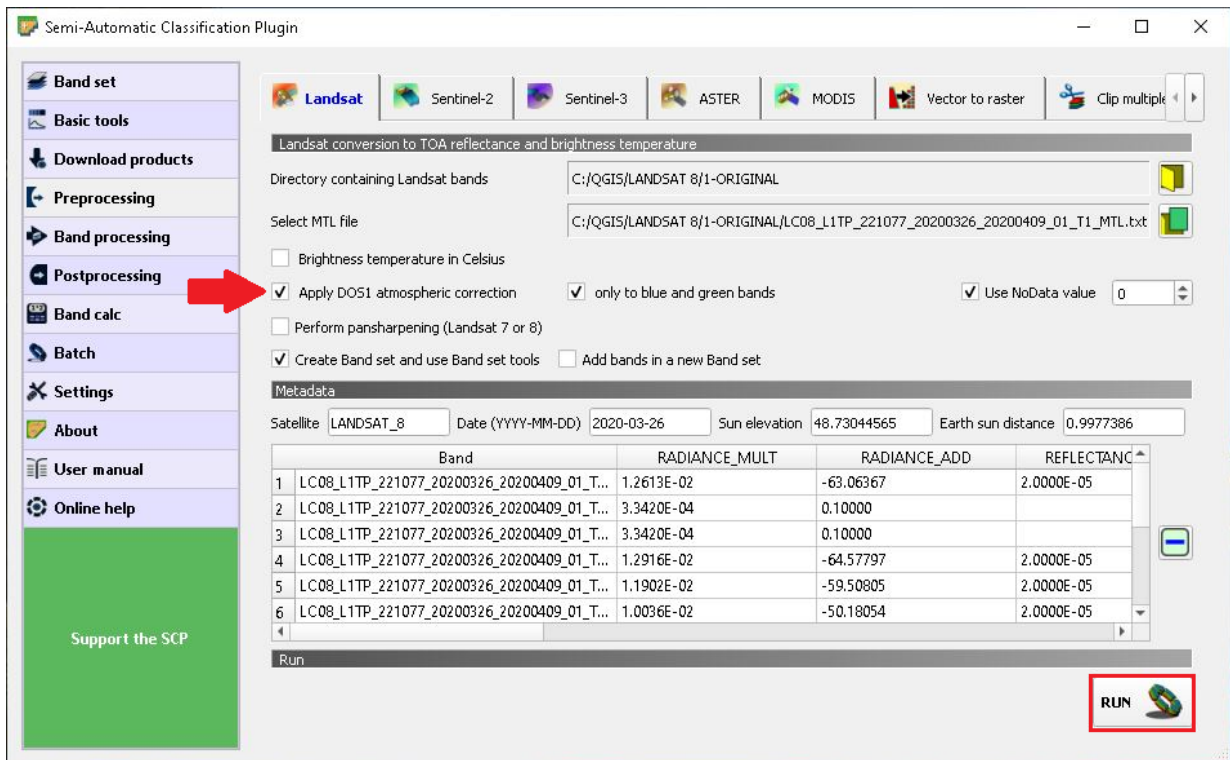 Semi-Automatic Classification Plugin
Band set
Basic tools
Download products
Preprocessing
Band processing
Postprocessing
Band calc
Batch
Settings
About
User manual
Online help
Support the SCP
Landsat Sentinel-2 Sentinel-3 ASTER MODIS Vector to raster Clip multiple
Landsat conversion to TOA reflectance and brightness temperature
Directory containing Landsat bands C:/QGIS/LANDSAT 8/1-ORIGINAL
Select MTL file C:/QGIS/LANDSAT 8/1-ORIGINAL/LC08_L1TP_221077_20200326_20200409_01_T1_MTL.txt
Brightness temperature in Celsius
Apply DOS1 atmospheric correction only to blue and green bands Use NoData value 0
Perform pansharpening (Landsat 7 or 8)
Create Band set and use Band set tools Add bands in a new Band set
Metadata
Satellite LANDSAT_8 Date (YYYY-MM-DD) 2020-03-26 Sun elevation 48.73044565 Earth sun distance 0.9977386
Band RADIANCE_MULT RADIANCE_ADD REFLECTANC
1 LC08_L1TP_221077_20200326_20200409_01_T... 1.2613E-02 -63.06367 2.0000E-05
2 LC08_L1TP_221077_20200326_20200409_01_T... 3.3420E-04 0.10000
3 LC08_L1TP_221077_20200326_20200409_01_T... 3.3420E-04 0.10000
4 LC08_L1TP_221077_20200326_20200409_01_T... 1.2916E-02 -64.57797 2.0000E-05
5 LC08_L1TP_221077_20200326_20200409_01_T... 1.1902E-02 -59.50805 2.0000E-05
6 LC08_L1TP_221077_20200326_20200409_01_T... 1.0036E-02 -50.18054 2.0000E-05
Run
RUN